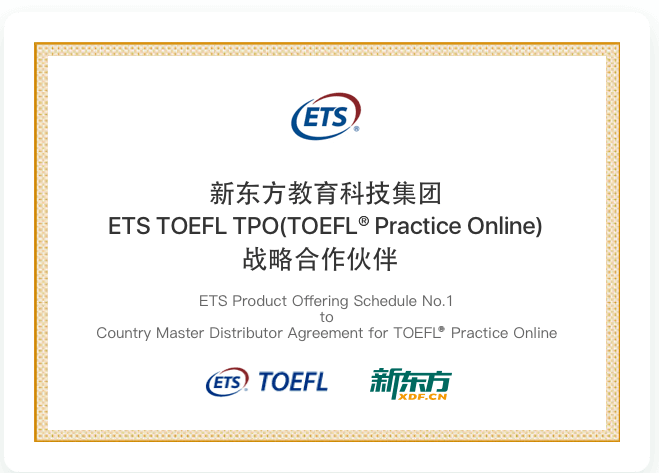 ETS®
新东方教育科技集团
ETS TOEFL TPO(TOEFL® Practice Online)
战略合作伙伴
ETS Product Offering Schedule No.1
to
Country Master Distributor Agreement for TOEFL® Practice Online
ETS® TOEFL 新东方
XDF.CN